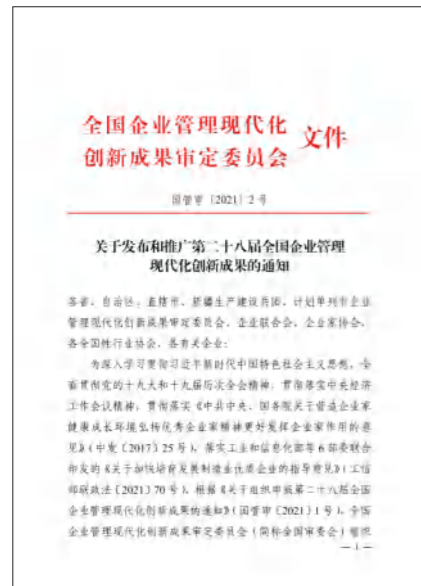 全国企业管理现代化
创新成果审定委员会
文件
国管审〔2021〕2号
关于发布和推广第二十八届全国企业管理
现代化创新成果的通知
各省、自治区、直辖市、新疆生产建设兵团、计划单列市企业
管理现代化创新成果审定委员会、企业联合会、企业家协会，
各全国性行业协会，各有关企业：
为深入学习贯彻习近平新时代中国特色社会主义思想，全
面贯彻党的十九大和十九届历次全会精神，贯彻落实中央经济
工作会议精神，贯彻落实《中共中央、国务院关于营造企业家
健康成长环境弘扬优秀企业家精神更好发挥企业家作用的意
见》（中发〔2017〕25号），落实工业和信息化部等6部委联合
印发的《关于加快培育发展制造业优质企业的指导意见》（工信
部联政法〔2021〕70号），根据《关于组织申报第二十八届全国
企业管理现代化创新成果的通知》（国管审〔2021〕1号），全国
企业管理现代化创新成果审定委员会（简称全国审委会）组织
— 1 —